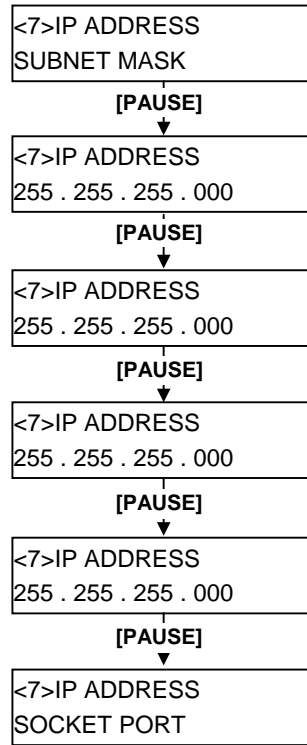 <7>IP ADDRESS
SUBNET MASK
[PAUSE]
<7>IP ADDRESS
255 . 255 . 255 . 000
[PAUSE]
<7>IP ADDRESS
255 . 255 . 255 . 000
[PAUSE]
<7>IP ADDRESS
255 . 255 . 255 . 000
[PAUSE]
<7>IP ADDRESS
255 . 255 . 255 . 000
[PAUSE]
<7>IP ADDRESS
SOCKET PORT